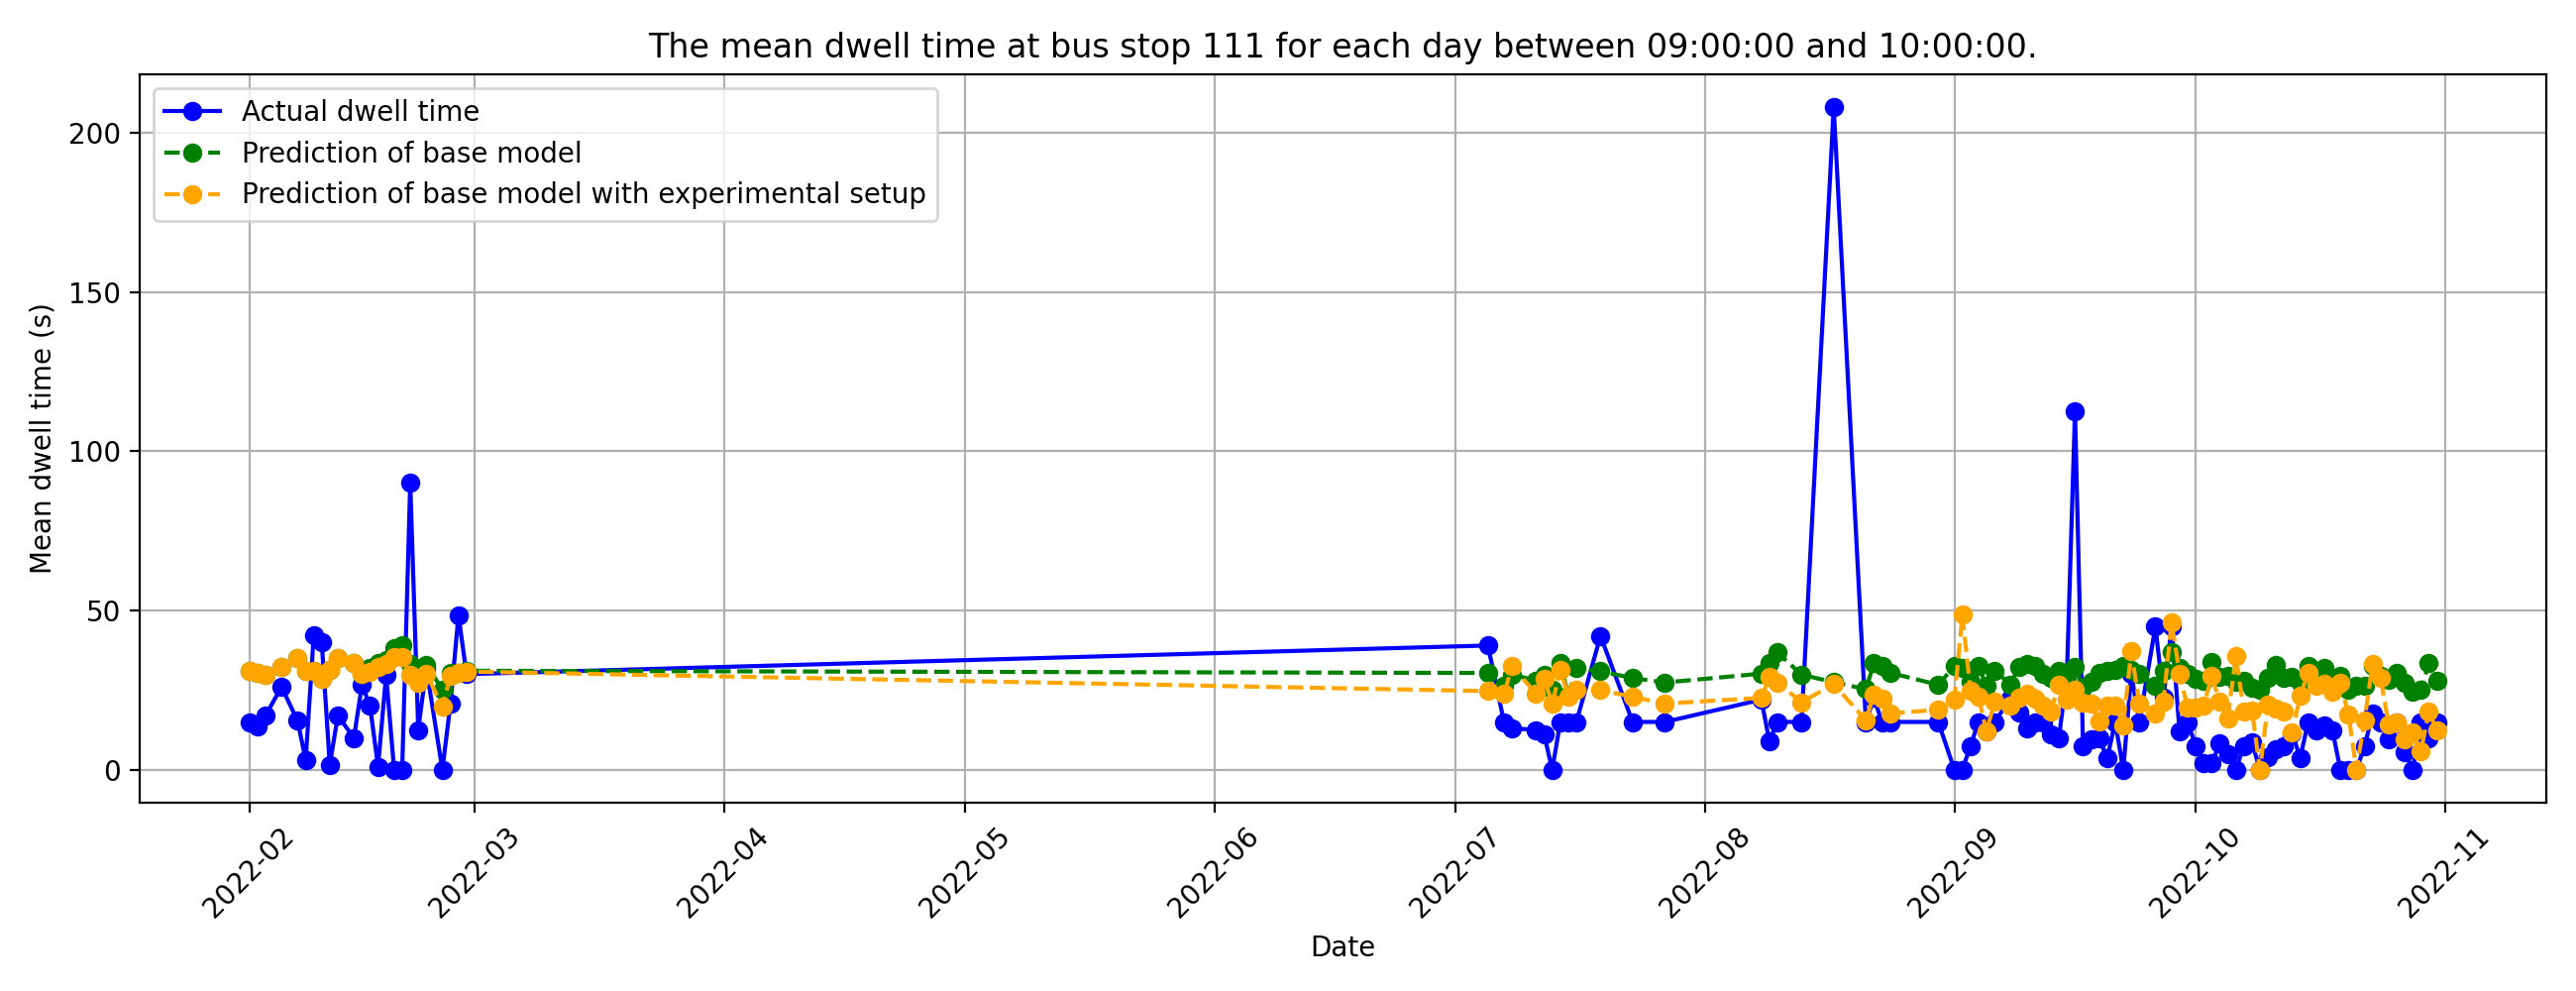 The mean dwell time at bus stop 111 for each day between 09:00:00 and 10:00:00.
Actual dwell time
Prediction of base model
Prediction of base model with experimental setup
Mean dwell time (s)
200
150
100
50
0
2022-02
2022-03
2022-04
2022-05
2022-06
2022-07
2022-08
2022-09
2022-10
2022-11
Date